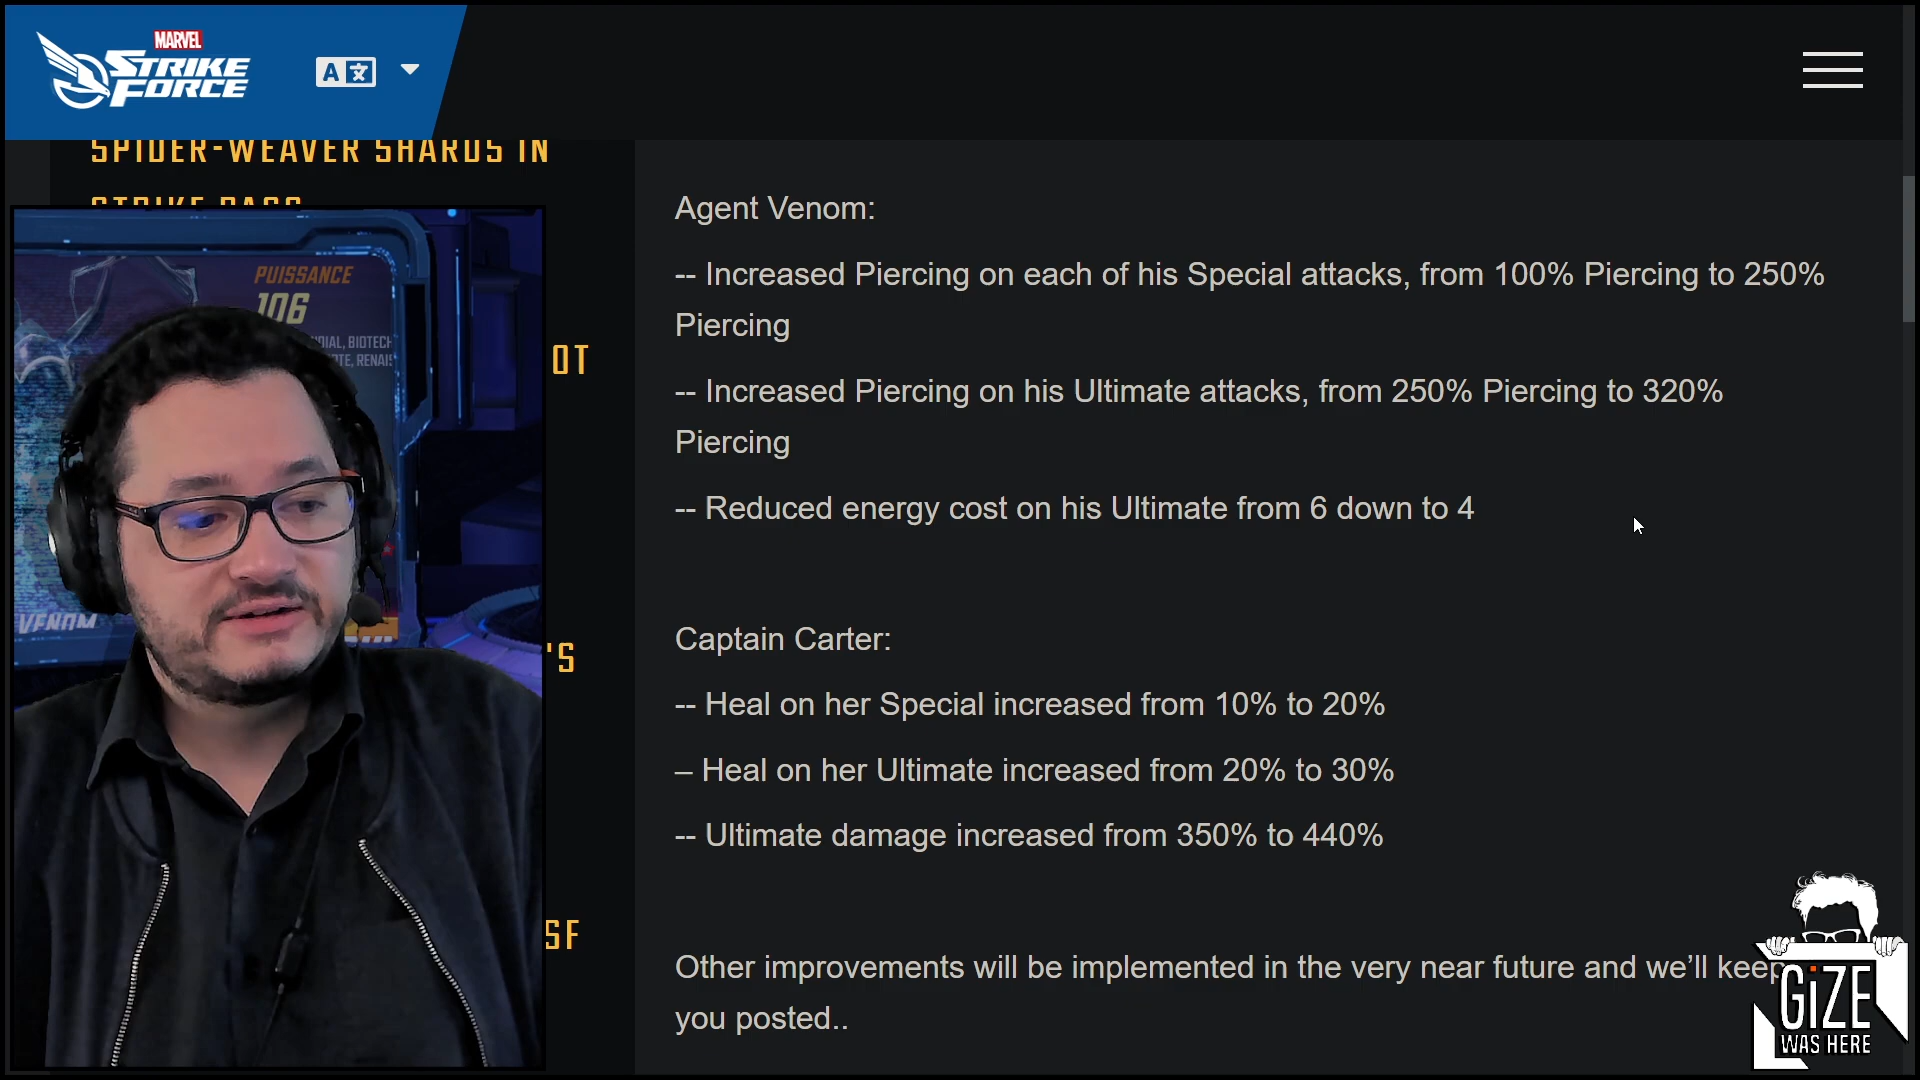 MARVEL
STRIKE
FORCE
A
SPIDER-WEAVER SHARDS IN
STRIKE PASS
PUISSANCE
106
BIOTECH
OT
VENOM
'S
SF
Agent Venom:
-- Increased Piercing on each of his Special attacks, from 100% Piercing to 250%
Piercing
-- Increased Piercing on his Ultimate attacks, from 250% Piercing to 320%
Piercing
-- Reduced energy cost on his Ultimate from 6 down to 4
Captain Carter:
-- Heal on her Special increased from 10% to 20%
– Heal on her Ultimate increased from 20% to 30%
-- Ultimate damage increased from 350% to 440%
Other improvements will be implemented in the very near future and we’ll keep
you posted..
GiZE
WAS HERE